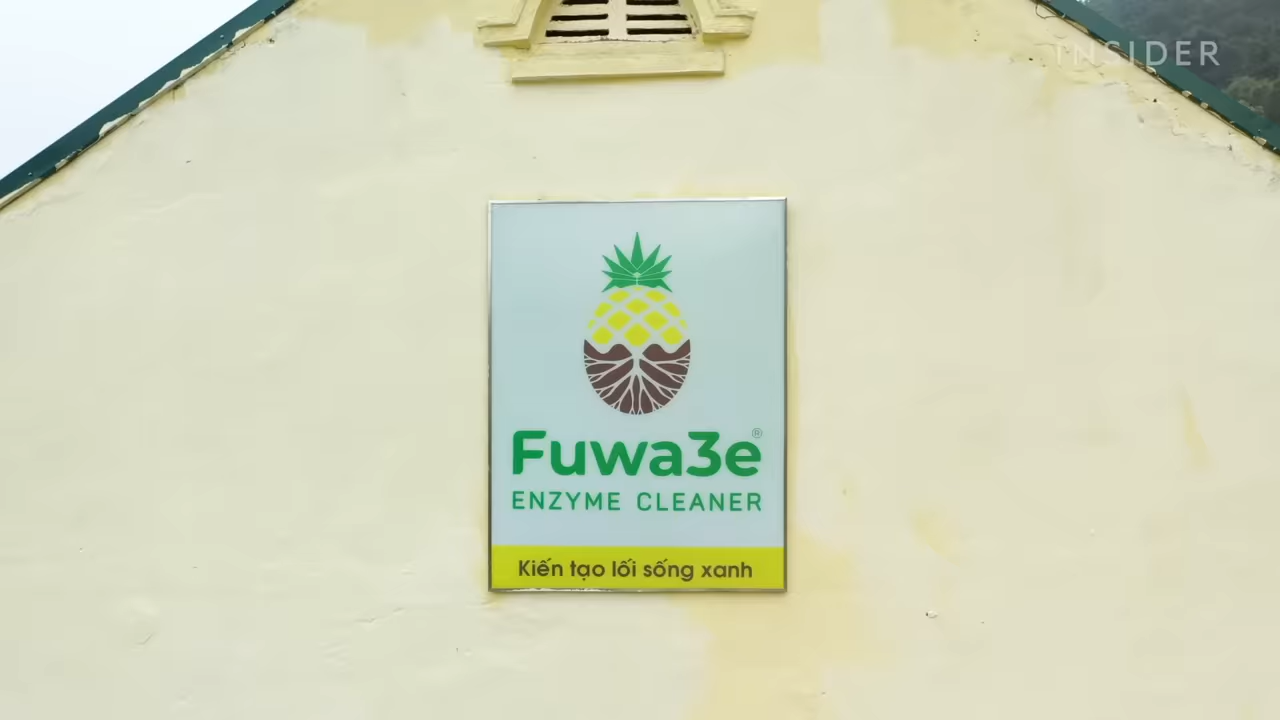 INSIDER
Fuwa3e®
ENZYME CLEANER
Kiến tạo lối sống xanh